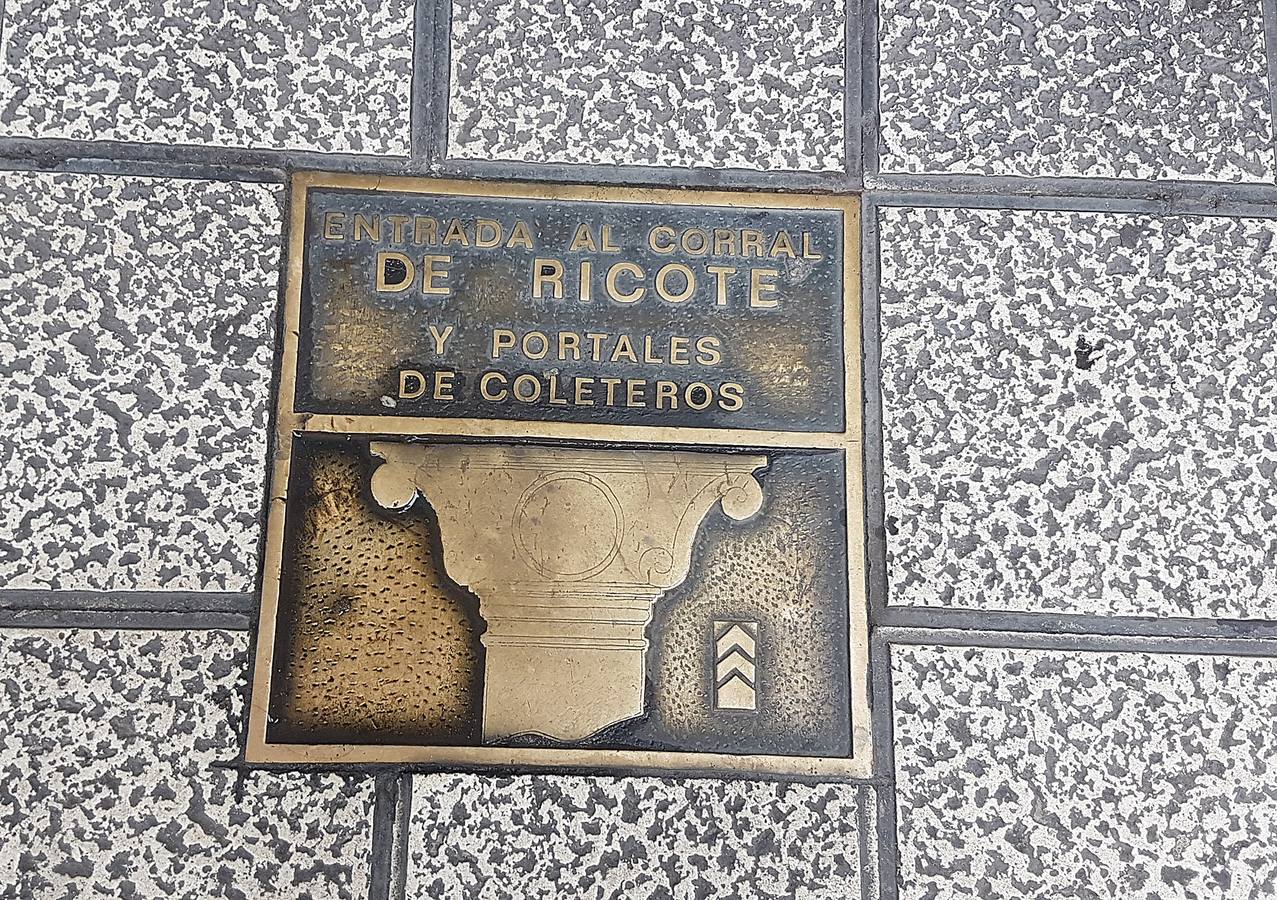 ENTRADA AL CORRAL
DE RICOTE
Y PORTALES
DE COLETEROS